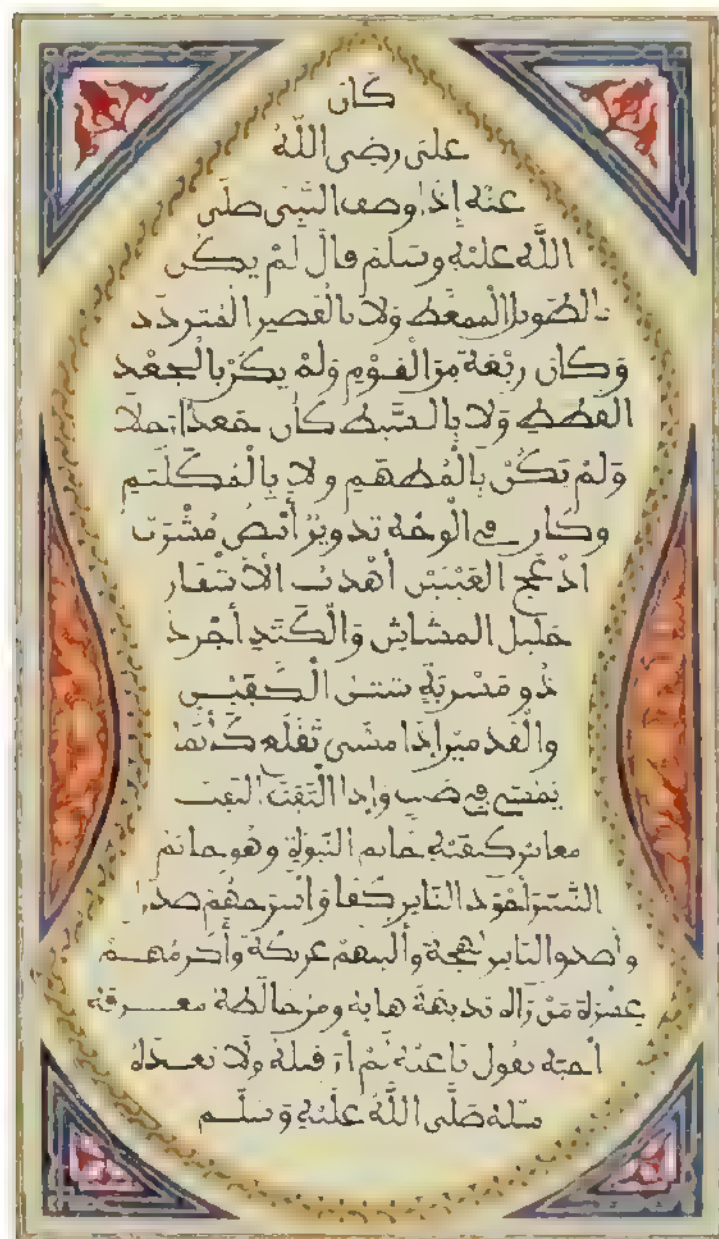 كان
علي رضي الله
عنه إذا وصف النبي صلى
الله عليه وسلم قال لم يكن
بالطويل الممغط ولا بالقصير المتردد
وكان ربعة من القوم ولم يكن بالجعد
القطط ولا بالسبط كان جعدا رجلا
ولم يكن بالمطهم ولا بالمكلثم
وكان في الوجه تدوير أبيض مشرب
ادعج العينين أهدب الأشفار
جليل المشاش والكتد أجرد
ذو مسربة شثن الكفين
والقدمين إذا مشى تقلع كأنما
يمشي في صبب وإذا التفت التفت
معا بين كتفيه خاتم النبوة وهو خاتم
النبيين أجود الناس كفا وأشرحهم صدرا
وأصدق الناس لهجة وألينهم عريكة وأكرمهم
عشرة من رآه بديهة هابه ومن خالطه معرفة
أحبه يقول ناعته لم أر قبله ولا بعده
مثله صلى الله عليه وسلم